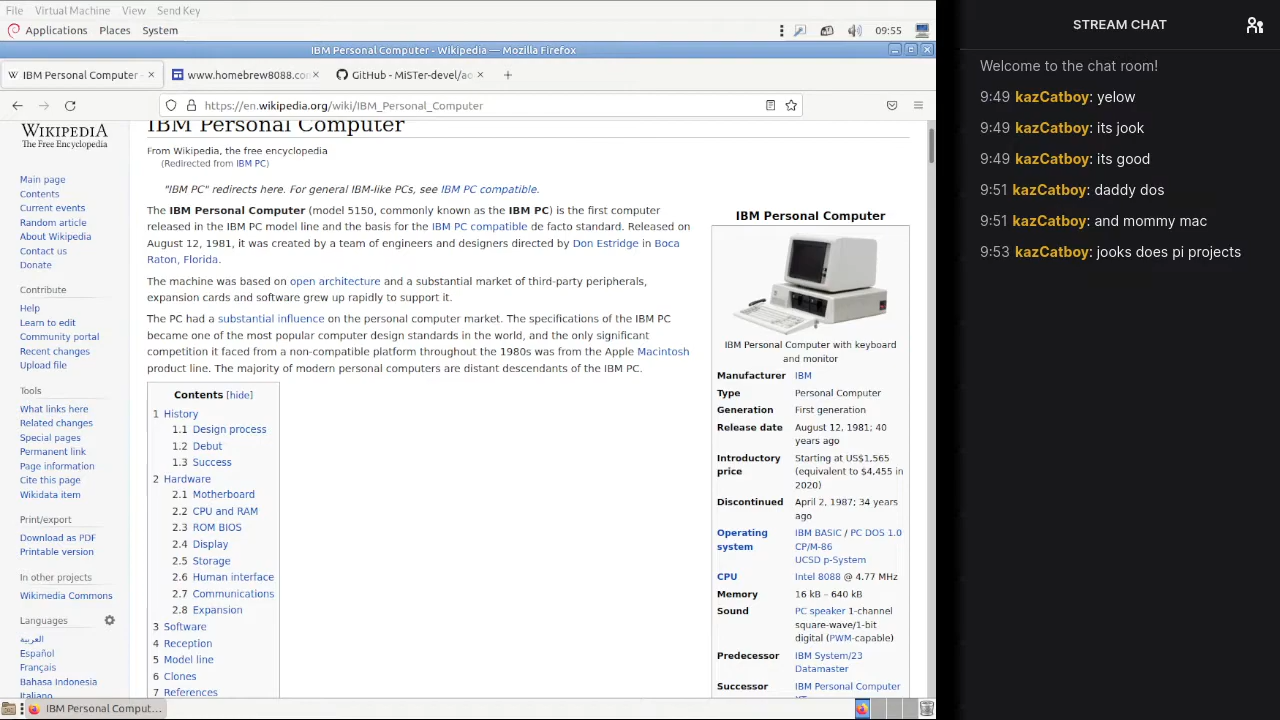 File Virtual Machine View Send Key
Applications Places System
09:55
IBM Personal Computer - Wikipedia — Mozilla Firefox
IBM Personal Computer -
www.homebrew8088.co
GitHub - MiSTer-devel/ao
https://en.wikipedia.org/wiki/IBM_Personal_Computer
WIKIPEDIA
The Free Encyclopedia
Main page
Contents
Current events
Random article
About Wikipedia
Contact us
Donate
Contribute
Help
Learn to edit
Community portal
Recent changes
Upload file
Tools
What links here
Related changes
Special pages
Permanent link
Page information
Cite this page
Wikidata item
Print/export
Download as PDF
Printable version
In other projects
Wikimedia Commons
Languages
العربية
Español
Français
Bahasa Indonesia
Italiano
IBM Personal Computer
From Wikipedia, the free encyclopedia
(Redirected from IBM PC)
"IBM PC" redirects here. For general IBM-like PCs, see IBM PC compatible.
The IBM Personal Computer (model 5150, commonly known as the IBM PC) is the first computer
released in the IBM PC model line and the basis for the IBM PC compatible de facto standard. Released on
August 12, 1981, it was created by a team of engineers and designers directed by Don Estridge in Boca
Raton, Florida.
The machine was based on open architecture and a substantial market of third-party peripherals,
expansion cards and software grew up rapidly to support it.
The PC had a substantial influence on the personal computer market. The specifications of the IBM PC
became one of the most popular computer design standards in the world, and the only significant
competition it faced from a non-compatible platform throughout the 1980s was from the Apple Macintosh
product line. The majority of modern personal computers are distant descendants of the IBM PC.
Contents [hide]
1 History
1.1 Design process
1.2 Debut
1.3 Success
2 Hardware
2.1 Motherboard
2.2 CPU and RAM
2.3 ROM BIOS
2.4 Display
2.5 Storage
2.6 Human interface
2.7 Communications
2.8 Expansion
3 Software
4 Reception
5 Model line
6 Clones
7 References
IBM Personal Computer
IBM Personal Computer with keyboard
and monitor
Manufacturer IBM
Type Personal Computer
Generation First generation
Release date August 12, 1981; 40
years ago
Introductory Starting at US$1,565
price (equivalent to $4,455 in
2020)
Discontinued April 2, 1987; 34 years
ago
Operating IBM BASIC / PC DOS 1.0
system CP/M-86
UCSD p-System
CPU Intel 8088 @ 4.77 MHz
Memory 16 kB – 640 kB
Sound PC speaker 1-channel
square-wave/1-bit
digital (PWM-capable)
Predecessor IBM System/23
Datamaster
Successor IBM Personal Computer
IBM Personal Comput...
STREAM CHAT
Welcome to the chat room!
9:49 kazCatboy: yelow
9:49 kazCatboy: its jook
9:49 kazCatboy: its good
9:51 kazCatboy: daddy dos
9:51 kazCatboy: and mommy mac
9:53 kazCatboy: jooks does pi projects